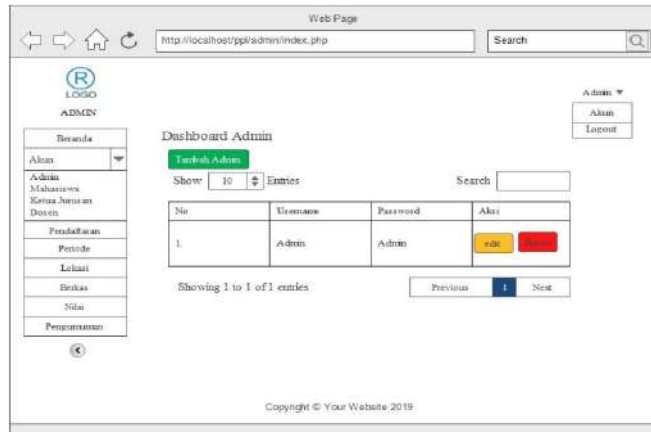 Web Page
http://localhost/ppl/admin/index.php
Search
R
LOGO
ADMIN
Admin
Akun
Logout
Beranda
Akun
Admin
Mahasiswa
Ketua Jurusan
Dosen
Pendaftaran
Periode
Lokasi
Berkas
Nilai
Pengumuman
Dashboard Admin
Tambah Admin
Show 10 Entries
Search
No Username Password Aksi
1. Admin Admin edit
Showing 1 to 1 of 1 entries
Previous 1 Next
Copyright © Your Website 2019